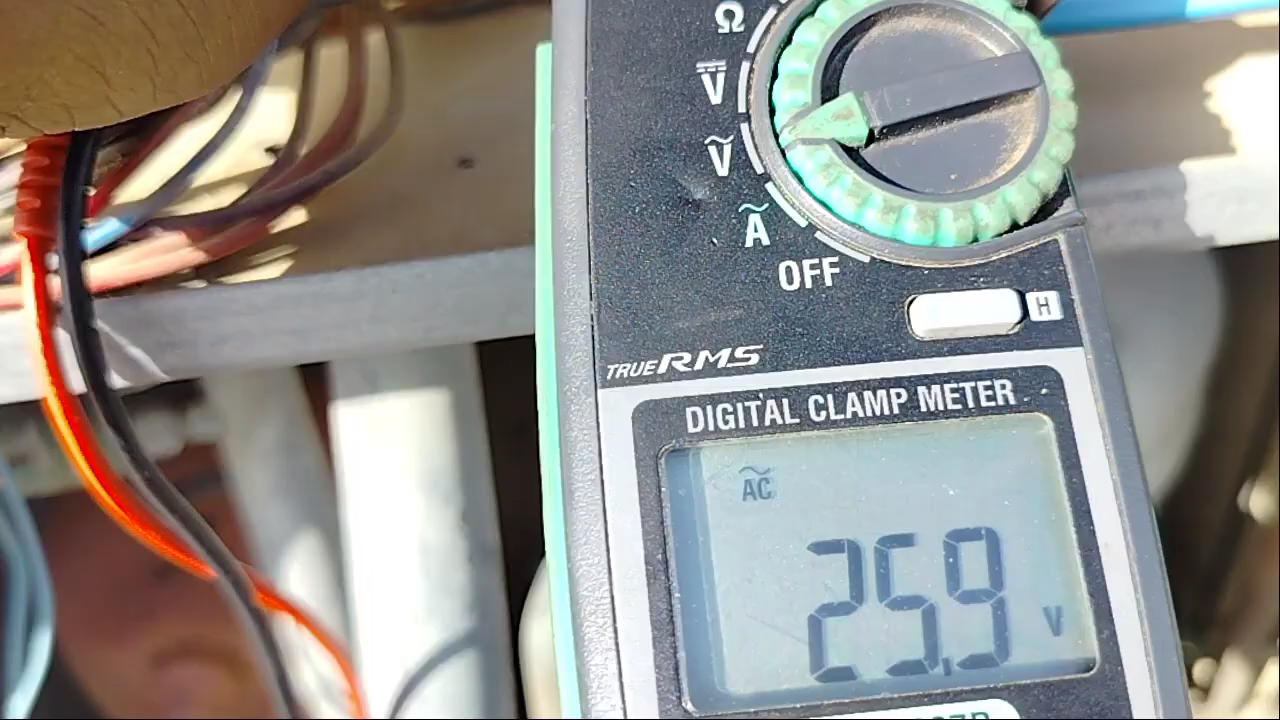 Ω
V
V
A
OFF
H
TRUE RMS
DIGITAL CLAMP METER
AC
25.9
V